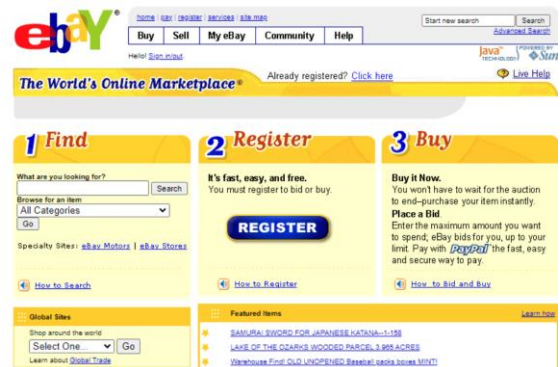 ebaY®
home | pay | register | services | site map
Start new search Search
Buy Sell My eBay Community Help
Advanced Search
Hello! Sign in/out.
Java™ TECHNOLOGY POWERED BY Sun
The World's Online Marketplace®
Already registered? Click here
Live Help
1 Find
What are you looking for?
Search
Browse for an item
All Categories
Go
Specialty Sites: eBay Motors | eBay Stores
How to Search
2 Register
It's fast, easy, and free.
You must register to bid or buy.
REGISTER
How to Register
3 Buy
Buy it Now.
You won't have to wait for the auction
to end–purchase your item instantly.
Place a Bid.
Enter the maximum amount you want
to spend; eBay bids for you, up to your
limit. Pay with PayPal the fast, easy
and secure way to pay.
How to Bid and Buy
Global Sites
Shop around the world
Select One... Go
Learn about Global Trade
Featured Items
Learn how
SAMURAI SWORD FOR JAPANESE KATANA--1-158
LAKE OF THE OZARKS WOODED PARCEL 3.965 ACRES
Warehouse Find! OLD UNOPENED Baseball packs boxes MINT!